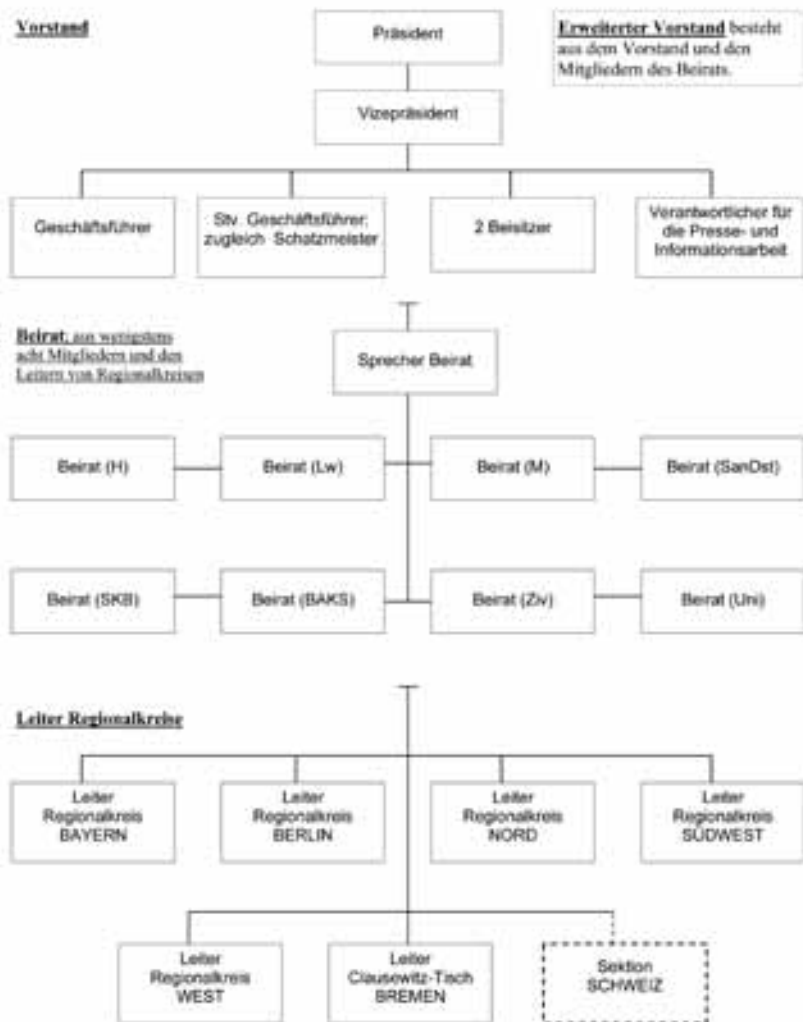 Vorstand
Präsident
Erweiterter Vorstand besteht
aus dem Vorstand und den
Mitgliedern des Beirats.
Vizepräsident
Geschäftsführer
Stv. Geschäftsführer,
zugleich Schatzmeister
2 Beisitzer
Verantwortlicher für
die Presse- und
Informationsarbeit
Beirat, aus wenigstens
acht Mitgliedern und den
Leitern von Regionalkreisen
Sprecher Beirat
Beirat (H)
Beirat (Lw)
Beirat (M)
Beirat (SanDst)
Beirat (SKB)
Beirat (BAKS)
Beirat (Ziv)
Beirat (Uni)
Leiter Regionalkreise
Leiter
Regionalkreis
BAYERN
Leiter
Regionalkreis
BERLIN
Leiter
Regionalkreis
NORD
Leiter
Regionalkreis
SÜDWEST
Leiter
Regionalkreis
WEST
Leiter
Clausewitz-Tisch
BREMEN
Sektion
SCHWEIZ